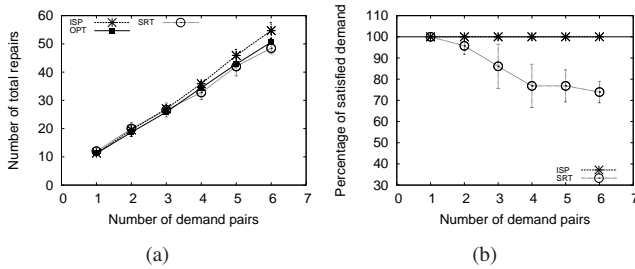 Number of total repairs
60
50
40
30
20
10
0
ISP
OPT
SRT
0 1 2 3 4 5 6 7
Number of demand pairs
(a)
Percentage of satisfied demand
110
100
90
80
70
60
50
40
30
ISP
SRT
0 1 2 3 4 5 6 7
Number of demand pairs
(b)